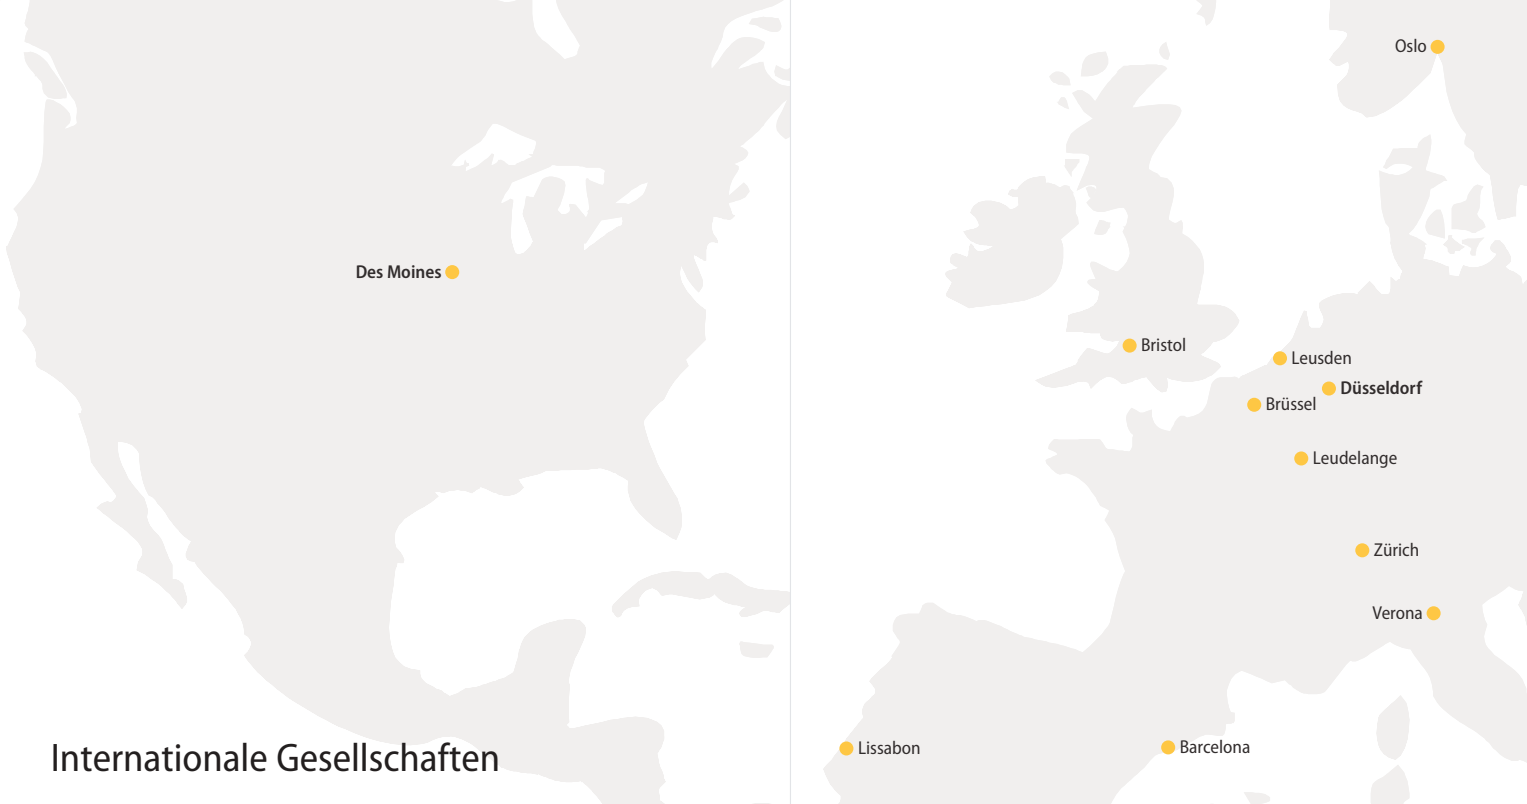 Oslo
Des Moines
Bristol
Leusden
Düsseldorf
Brüssel
Leudelange
Zürich
Verona
Lissabon
Barcelona
Internationale Gesellschaften